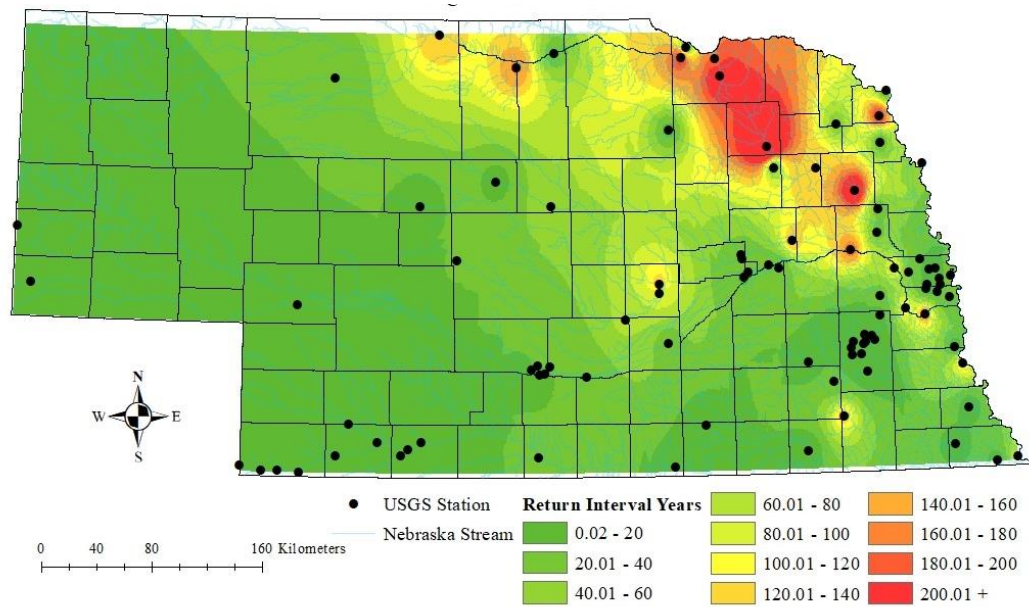 N
W E
S
USGS Station
Nebraska Stream
0 40 80 160 Kilometers
Return Interval Years
0.02 - 20
20.01 - 40
40.01 - 60
60.01 - 80
80.01 - 100
100.01 - 120
120.01 - 140
140.01 - 160
160.01 - 180
180.01 - 200
200.01 +